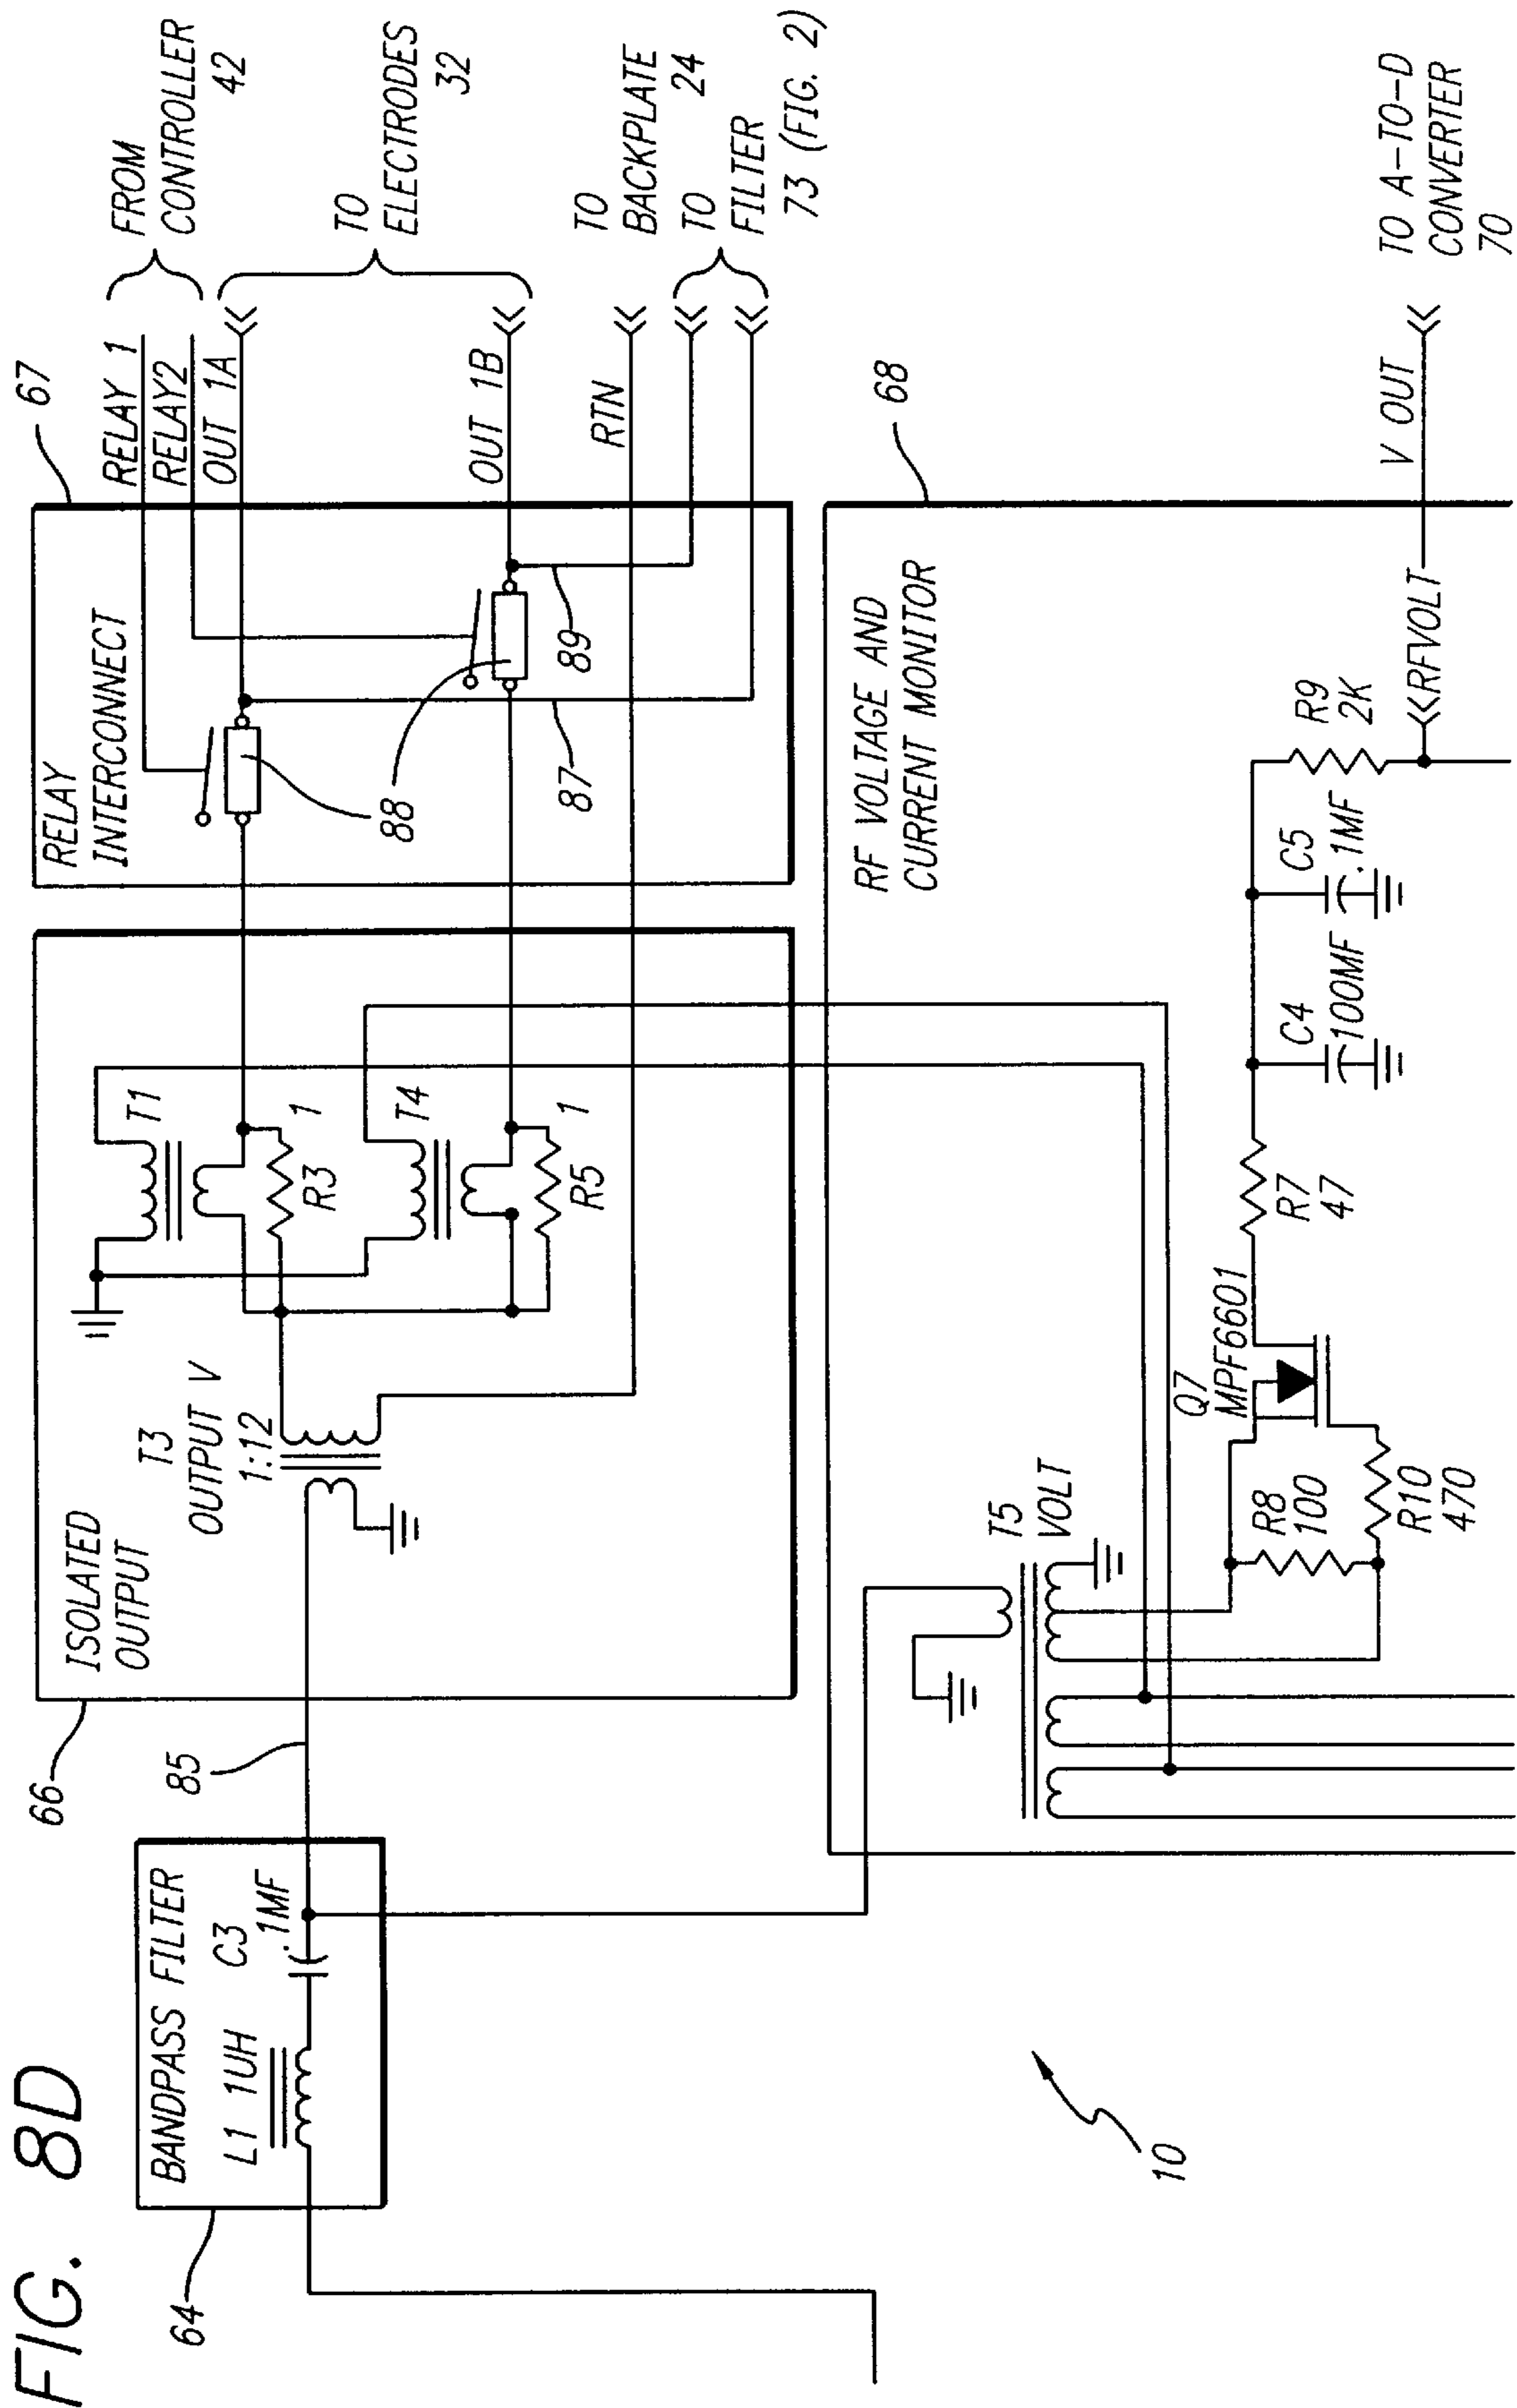 FIG. 8D
64
BANDPASS FILTER
L1 1UH
C3
.1MF
85
66
ISOLATED
OUTPUT
T3
OUTPUT V
1:12
T1
1
R3
T4
1
R5
67
RELAY
INTERCONNECT
88
87
89
RELAY 1
RELAY2
OUT 1A
OUT 1B
RTN
FROM
CONTROLLER
42
TO
ELECTRODES
32
TO
BACKPLATE
24
TO
FILTER
73 (FIG. 2)
10
68
RF VOLTAGE AND
CURRENT MONITOR
T5
VOLT
R8
100
R10
470
Q7
MPF6601
R7
47
C4
100MF
C5
.1MF
R9
2K
RFVOLT
V OUT
TO A-TO-D
CONVERTER
70